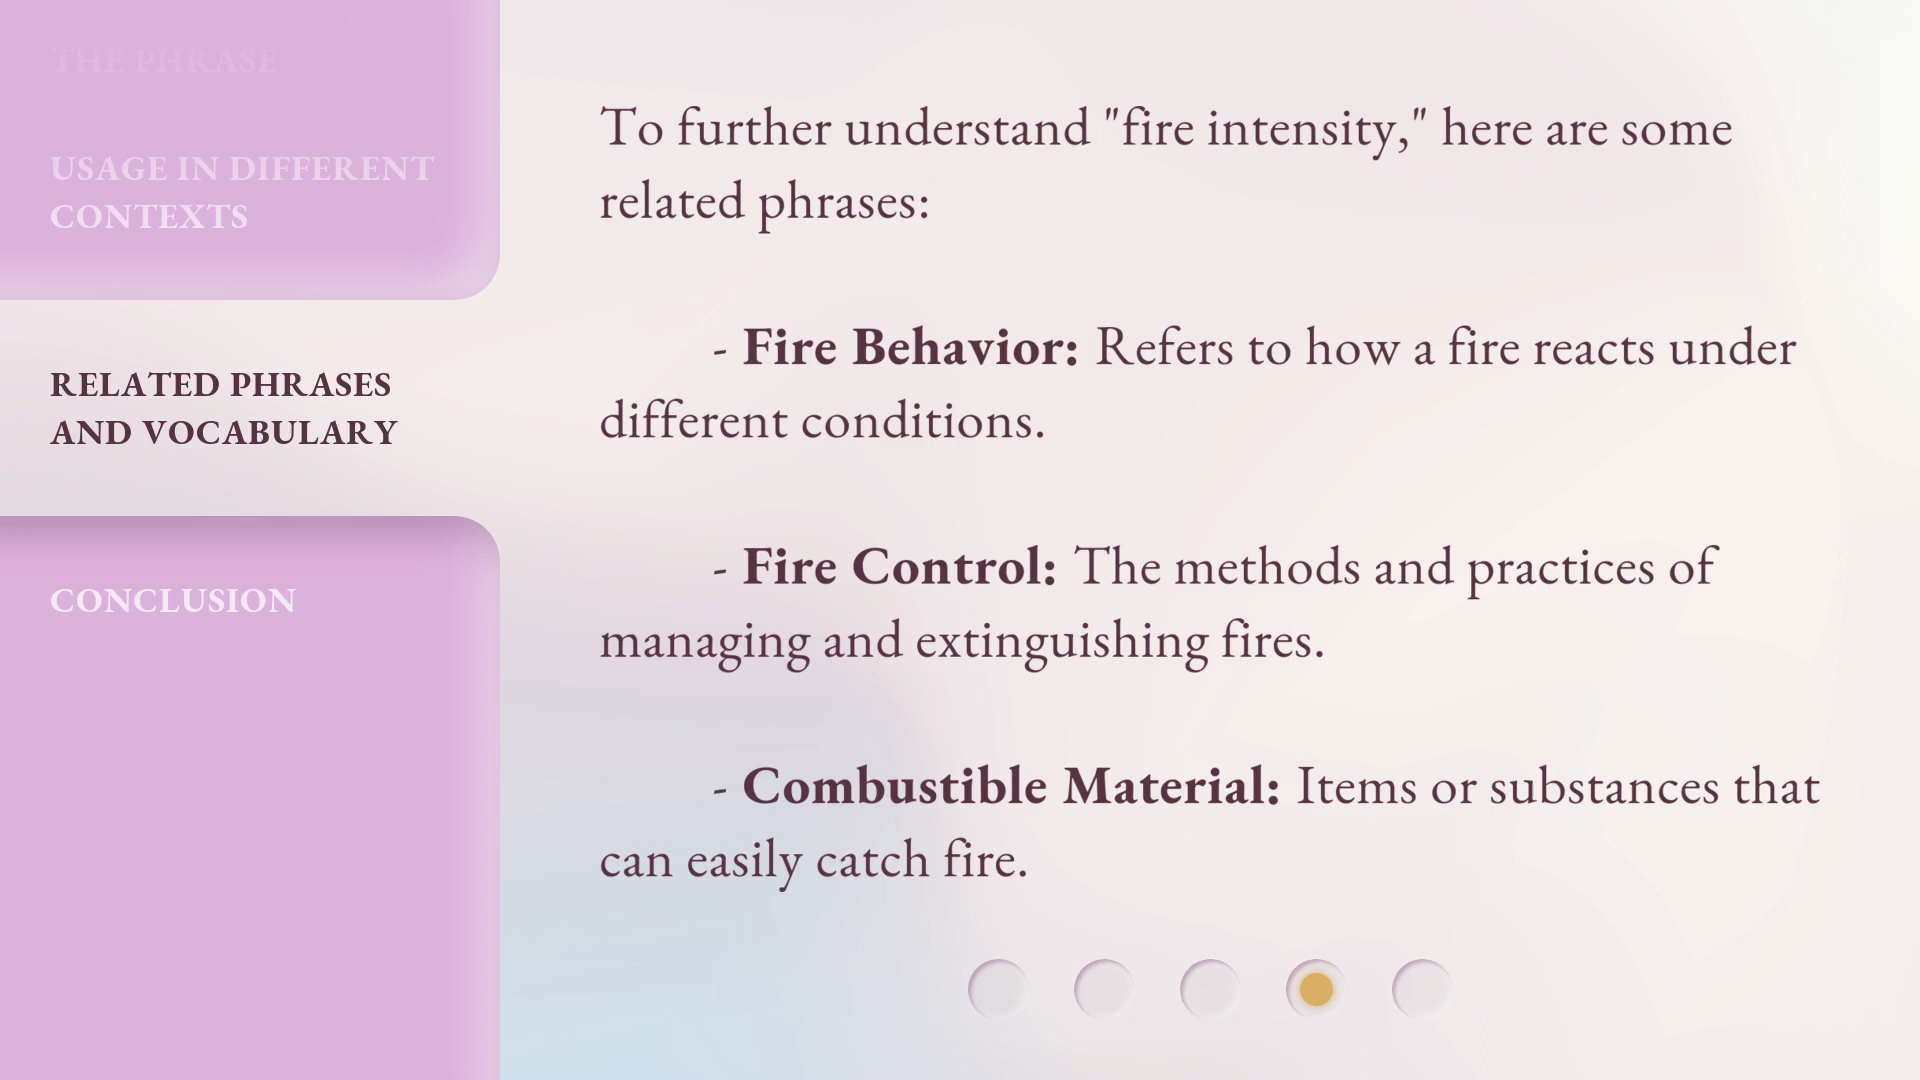 THE PHRASE
USAGE IN DIFFERENT
CONTEXTS
RELATED PHRASES
AND VOCABULARY
CONCLUSION
To further understand "fire intensity," here are some
related phrases:
- Fire Behavior: Refers to how a fire reacts under
different conditions.
- Fire Control: The methods and practices of
managing and extinguishing fires.
- Combustible Material: Items or substances that
can easily catch fire.